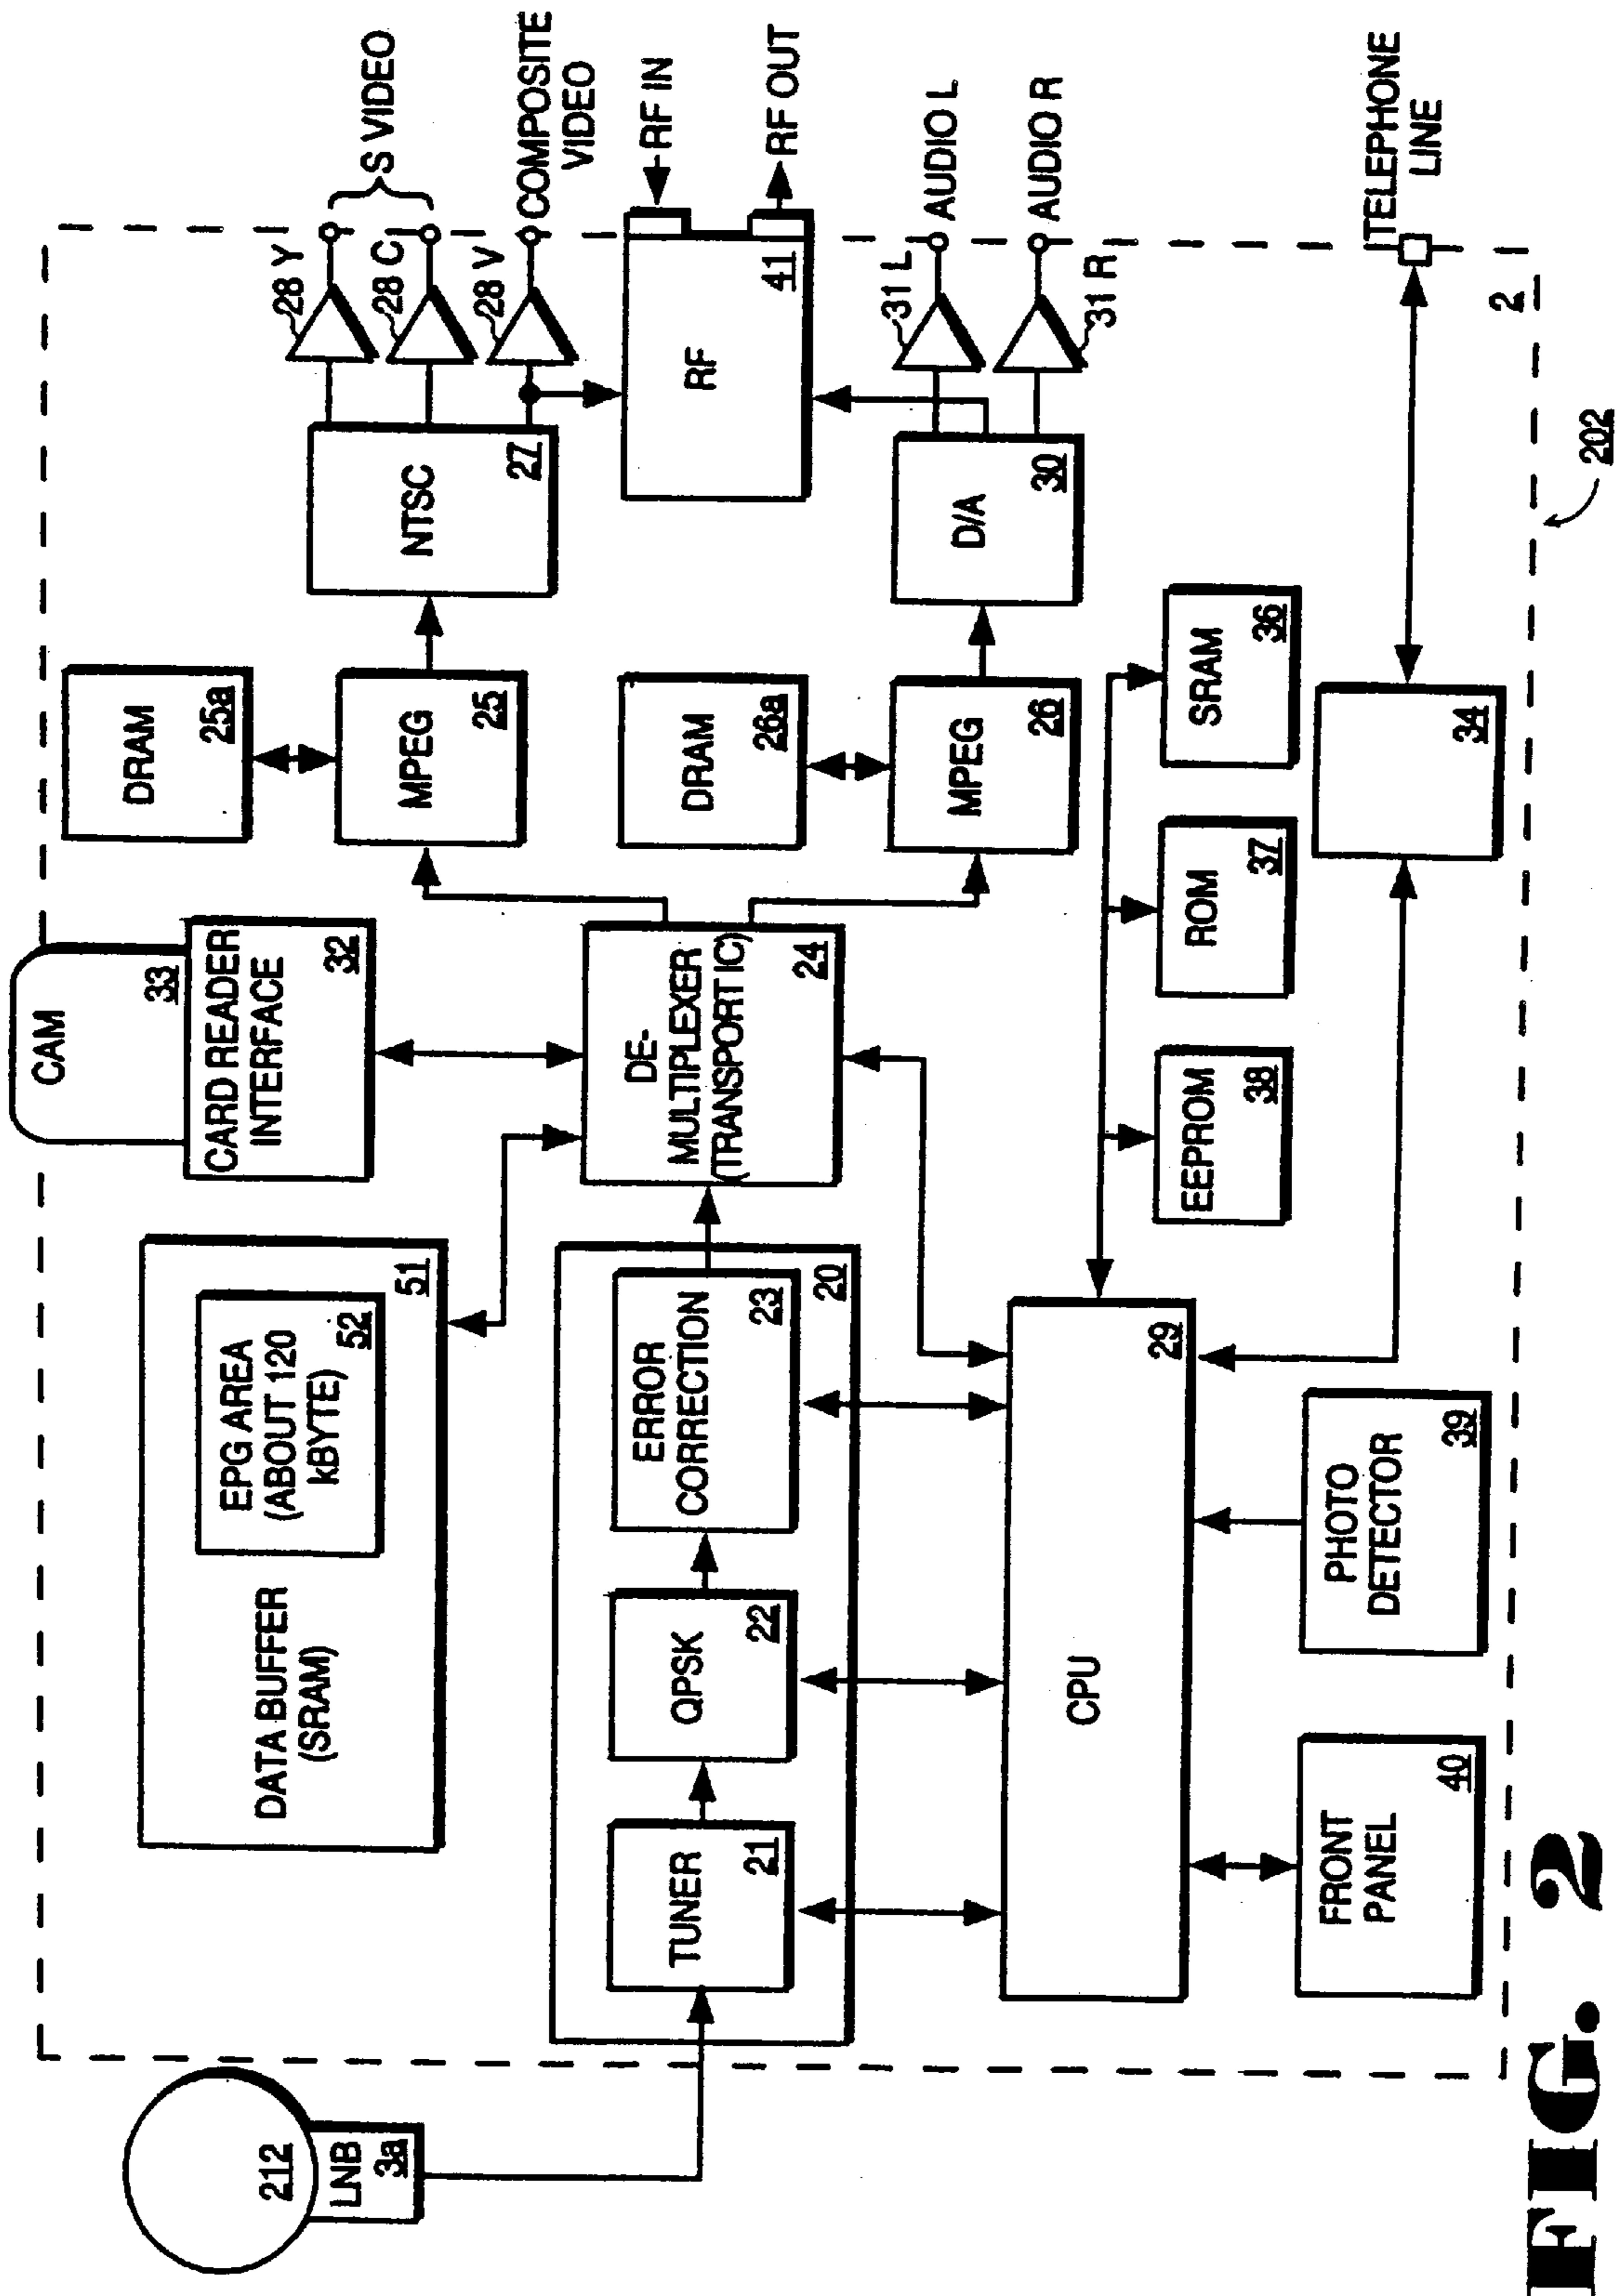 CAM
33
CARD READER
INTERFACE
32
DRAM
25a
DATA BUFFER
(SRAM)
EPG AREA
(ABOUT 120
kBYTE)
52
51
212
LNB
3a
TUNER
21
QPSK
22
ERROR
CORRECTION
23
20
DE-
MULTIPLEXER
(TRANSPORT IC)
24
MPEG
25
NTSC
27
28 Y
28 C
28 V
S VIDEO
COMPOSITE
VIDEO
DRAM
26a
RF
41
RF IN
RF OUT
MPEG
26
D/A
30
31 L
31 R
AUDIO L
AUDIO R
CPU
29
EEPROM
38
ROM
37
SRAM
36
FRONT
PANEL
40
PHOTO
DETECTOR
39
34
TELEPHONE
LINE
2
202
FIG. 2